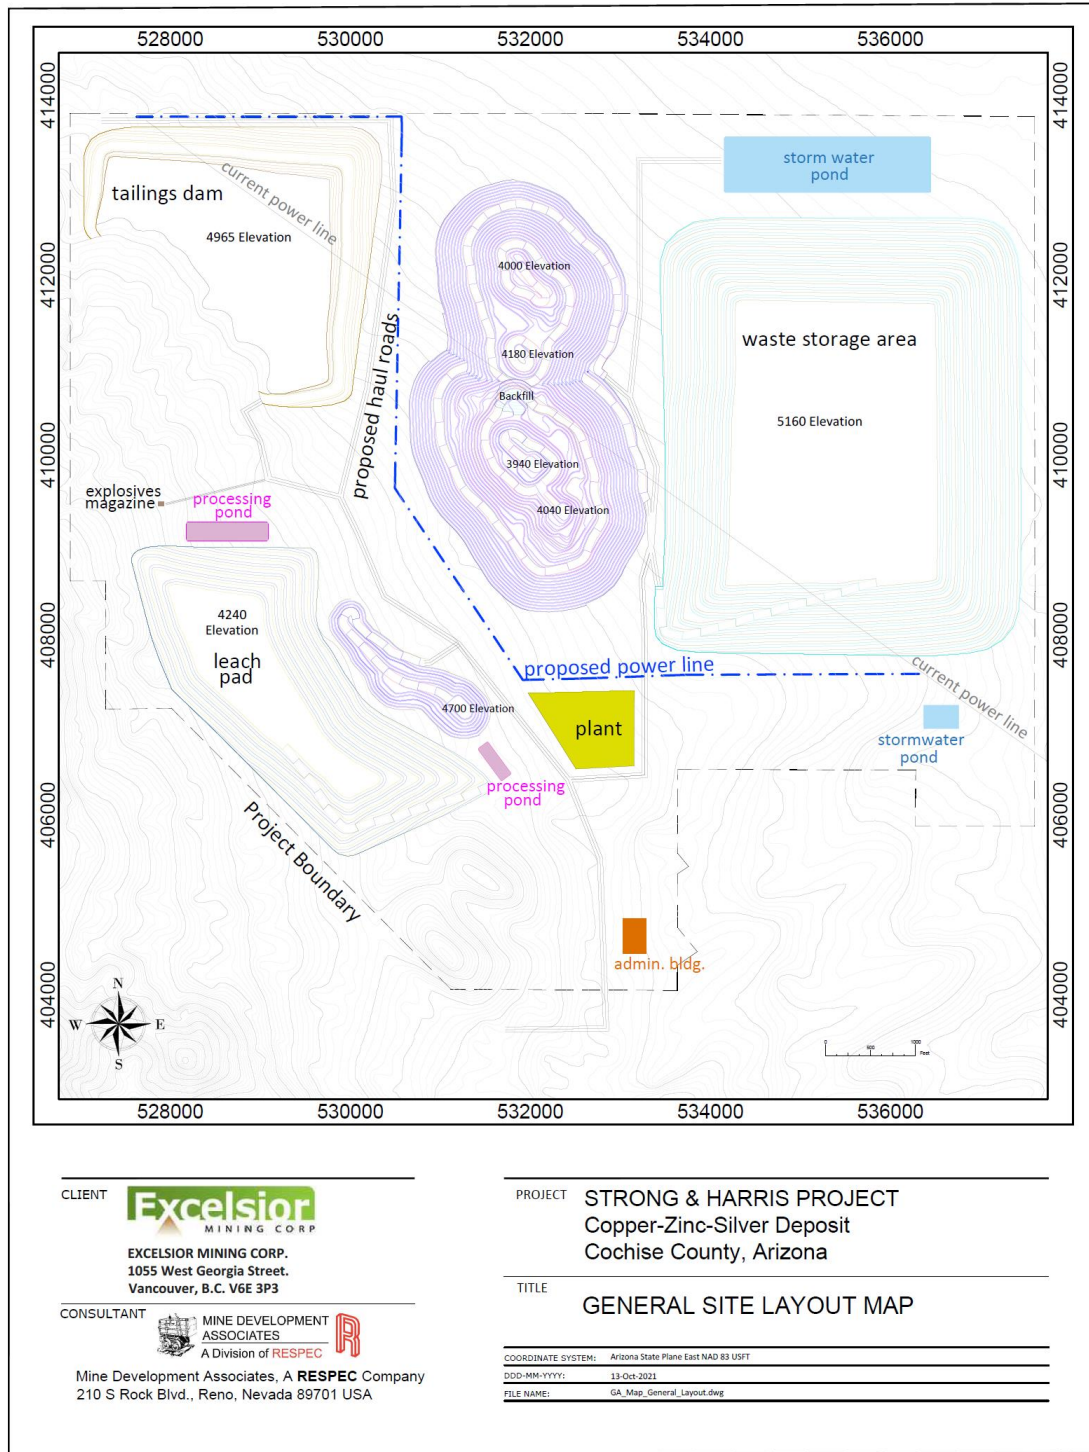 528000 530000 532000 534000 536000
414000
414000
storm water
pond
tailings dam
current power line
4965 Elevation
412000
412000
4000 Elevation
waste storage area
4180 Elevation
proposed haul roads
Backfill
5160 Elevation
410000
410000
3940 Elevation
4040 Elevation
explosives
magazine
processing
pond
4240
Elevation
leach
pad
408000
408000
proposed power line
current power line
4700 Elevation
plant
stormwater
pond
processing
pond
406000
406000
Project Boundary
admin. bldg.
404000
404000
N
W E
S
0 500 1000
Feet
528000 530000 532000 534000 536000
CLIENT
Excelsior
MINING CORP
EXCELSIOR MINING CORP.
1055 West Georgia Street.
Vancouver, B.C. V6E 3P3
CONSULTANT
MINE DEVELOPMENT
ASSOCIATES
A Division of RESPEC
R
Mine Development Associates, A RESPEC Company
210 S Rock Blvd., Reno, Nevada 89701 USA
PROJECT STRONG & HARRIS PROJECT
Copper-Zinc-Silver Deposit
Cochise County, Arizona
TITLE
GENERAL SITE LAYOUT MAP
COORDINATE SYSTEM: Arizona State Plane East NAD 83 USFT
DDD-MM-YYYY: 13-Oct-2021
FILE NAME: GA_Map_General_Layout.dwg